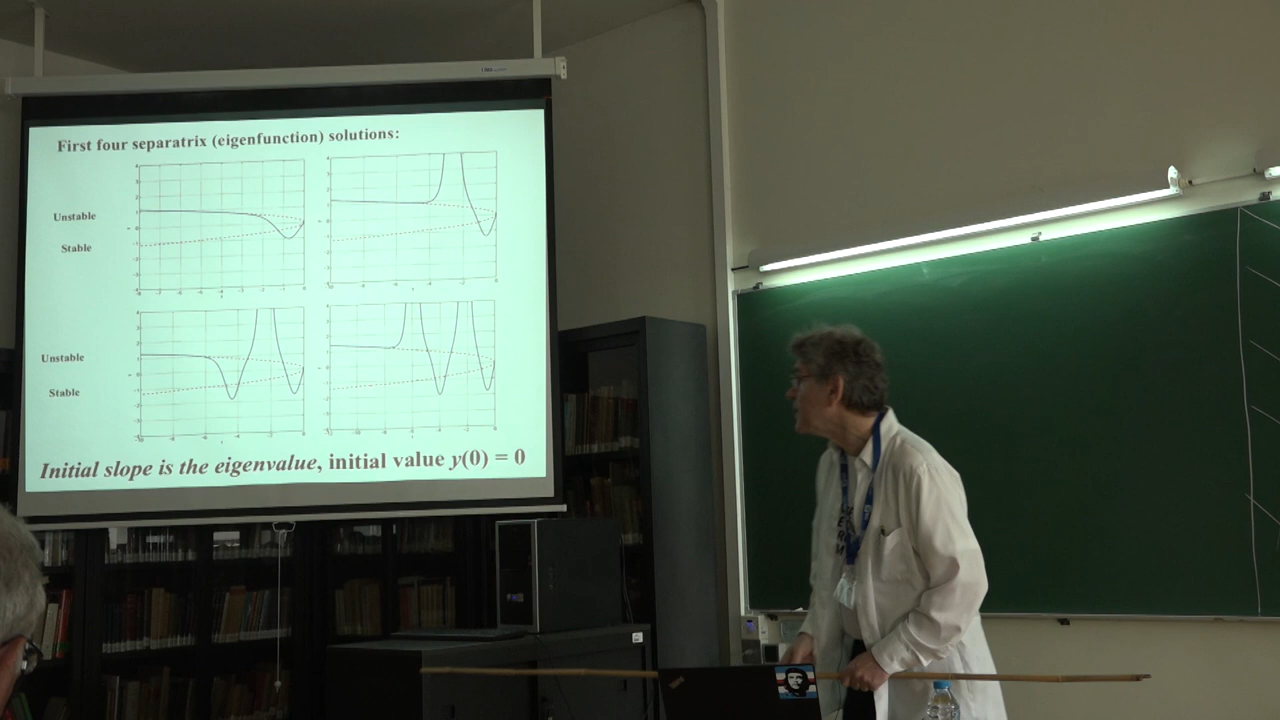 First four separatrix (eigenfunction) solutions:
Unstable
Stable
Unstable
Stable
Initial slope is the eigenvalue, initial value y(0) = 0